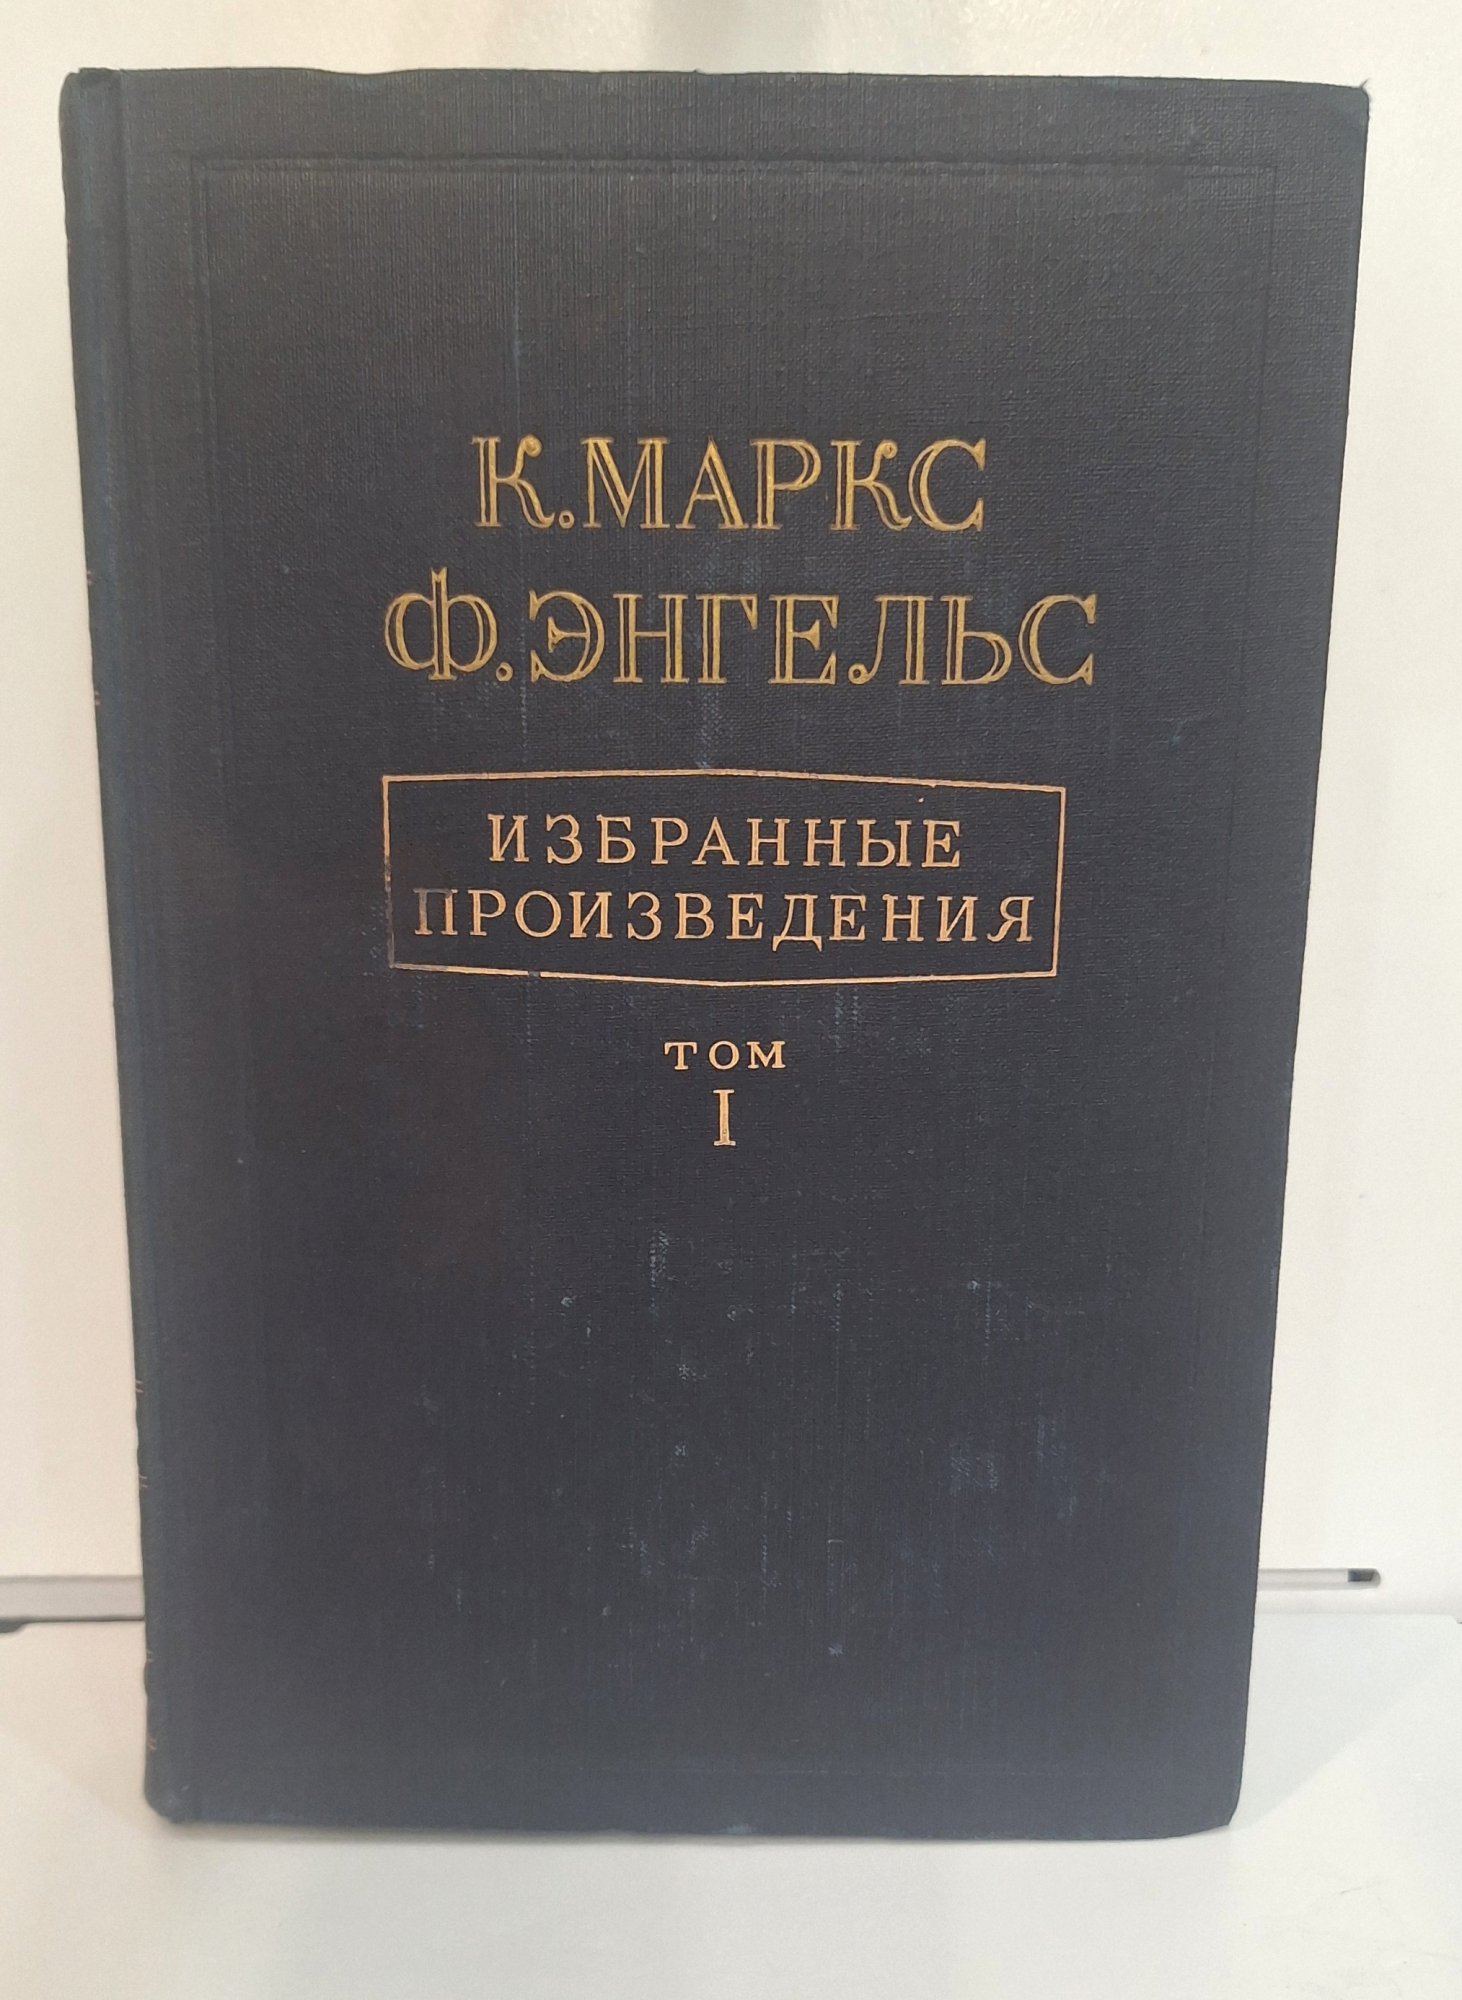 К. МАРКС
Ф. ЭНГЕЛЬС
ИЗБРАННЫЕ
ПРОИЗВЕДЕНИЯ
ТОМ
I